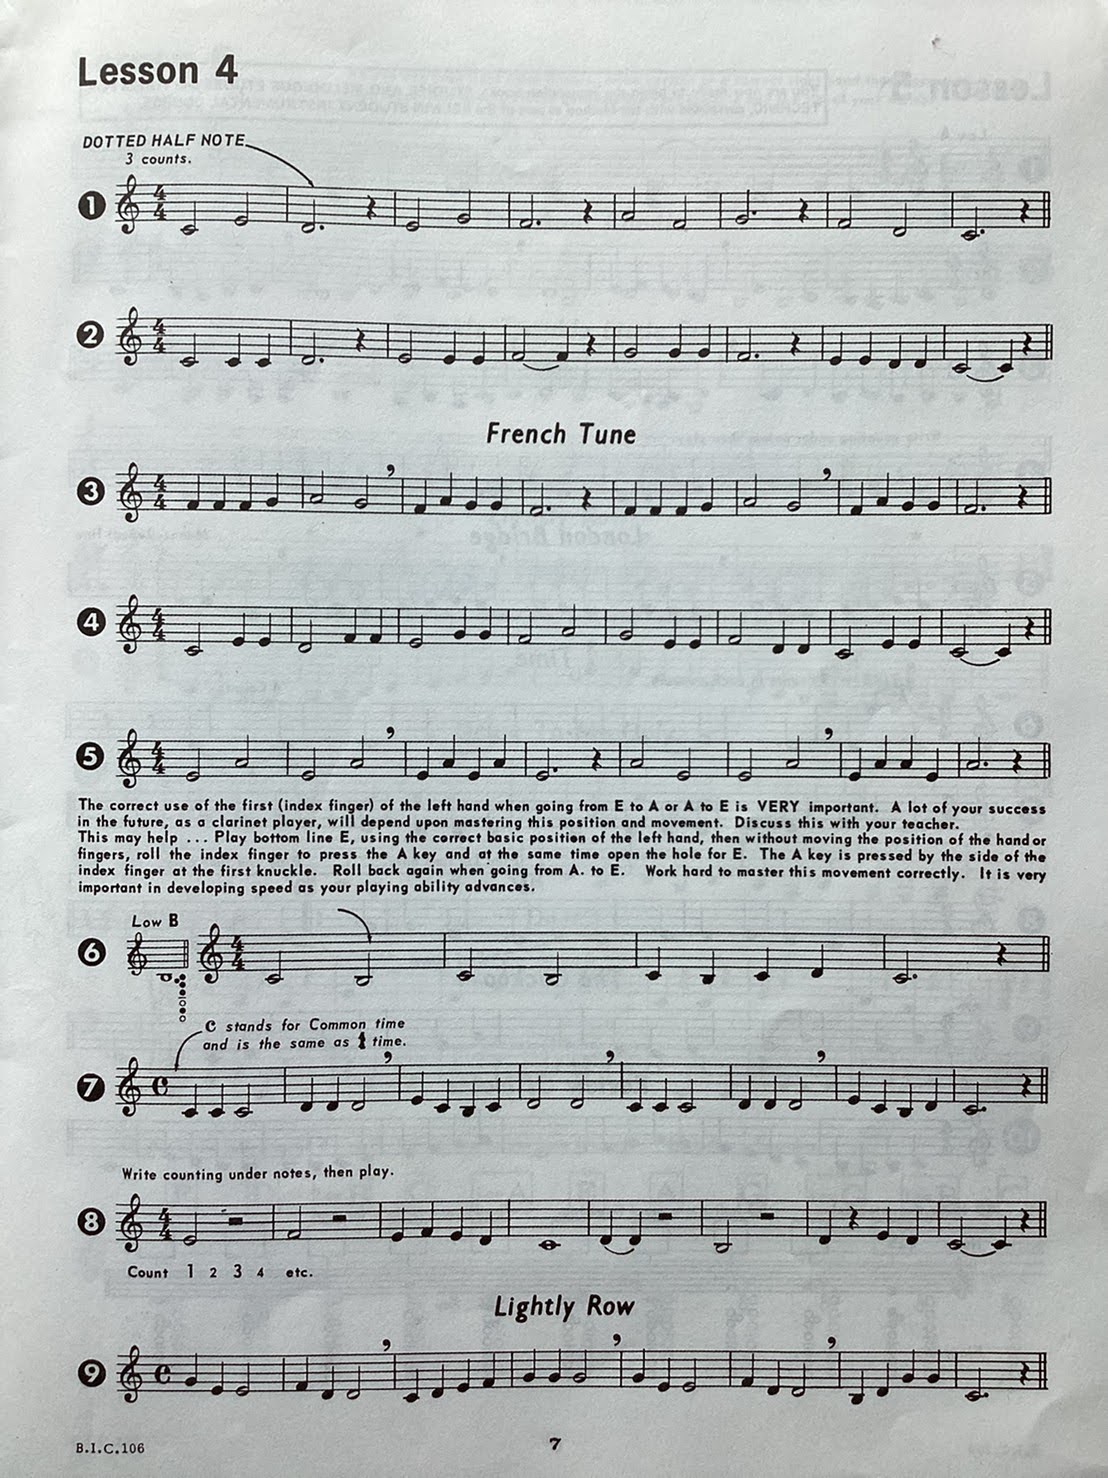 Lesson 4
DOTTED HALF NOTE
3 counts.
1
2
French Tune
3
4
5
The correct use of the first (index finger) of the left hand when going from E to A or A to E is VERY important. A lot of your success
in the future, as a clarinet player, will depend upon mastering this position and movement. Discuss this with your teacher.
This may help ... Play bottom line E, using the correct basic position of the left hand, then without moving the position of the hand or
fingers, roll the index finger to press the A key and at the same time open the hole for E. The A key is pressed by the side of the
index finger at the first knuckle. Roll back again when going from A. to E. Work hard to master this movement correctly. It is very
important in developing speed as your playing ability advances.
Low B
6
C stands for Common time
and is the same as 4/4 time.
7
Write counting under notes, then play.
8
Count 1 2 3 4 etc.
Lightly Row
9
B.I.C.106
7